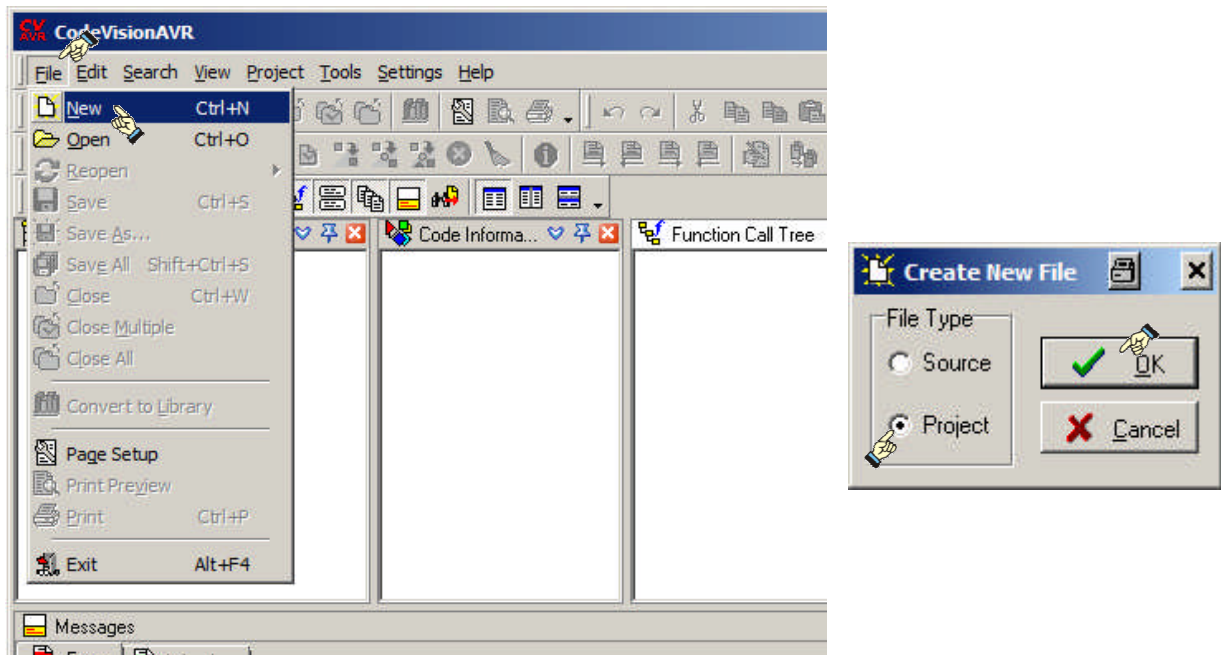 CV
AVR CodeVisionAVR
File Edit Search View Project Tools Settings Help
New Ctrl+N
Open Ctrl+O
Reopen
Save Ctrl+S
Save As...
Save All Shift+Ctrl+S
Close Ctrl+W
Close Multiple
Close All
Convert to Library
Page Setup
Print Preview
Print Ctrl+P
Exit Alt+F4
Code Informa...
Function Call Tree
Messages
Create New File
File Type
Source
Project
OK
Cancel